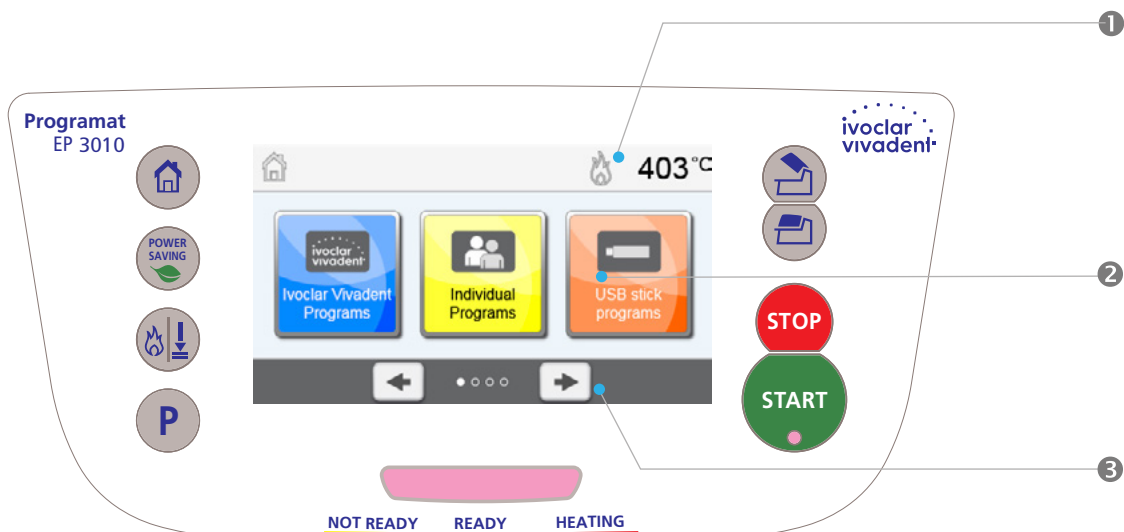 1
Programat
EP 3010
ivoclar
vivadent
403°C
POWER
SAVING
ivoclar
vivadent
Ivoclar Vivadent
Programs
Individual
Programs
USB stick
programs
2
STOP
START
P
3
NOT READY
READY
HEATING